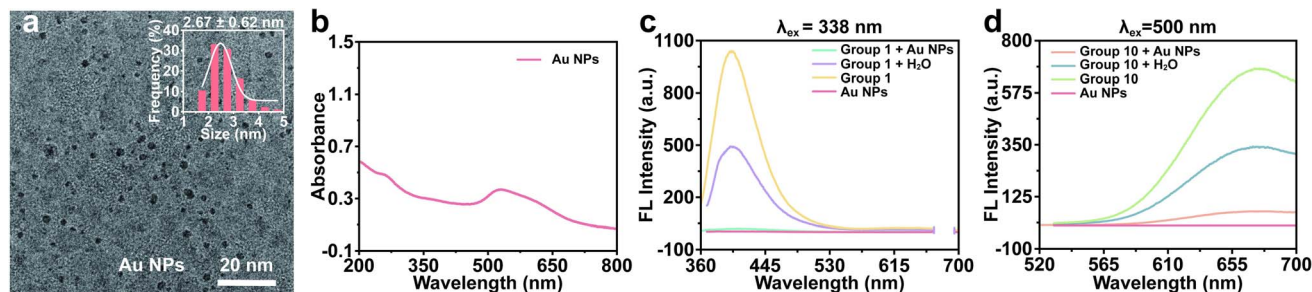 a
2.67 ± 0.62 nm
Frequency (%)
40
30
20
10
0
1 2 3 4 5
Size (nm)
Au NPs
20 nm
b
Au NPs
Absorbance
1.5
1.1
0.7
0.3
-0.1
200 350 500 650 800
Wavelength (nm)
c
λex = 338 nm
Group 1 + Au NPs
Group 1 + H₂O
Group 1
Au NPs
FL Intensity (a.u.)
1100
800
500
200
-100
360 445 530 615 700
Wavelength (nm)
d
λex=500 nm
Group 10 + Au NPs
Group 10 + H₂O
Group 10
Au NPs
FL Intensity (a.u.)
800
575
350
125
-100
520 565 610 655 700
Wavelength (nm)